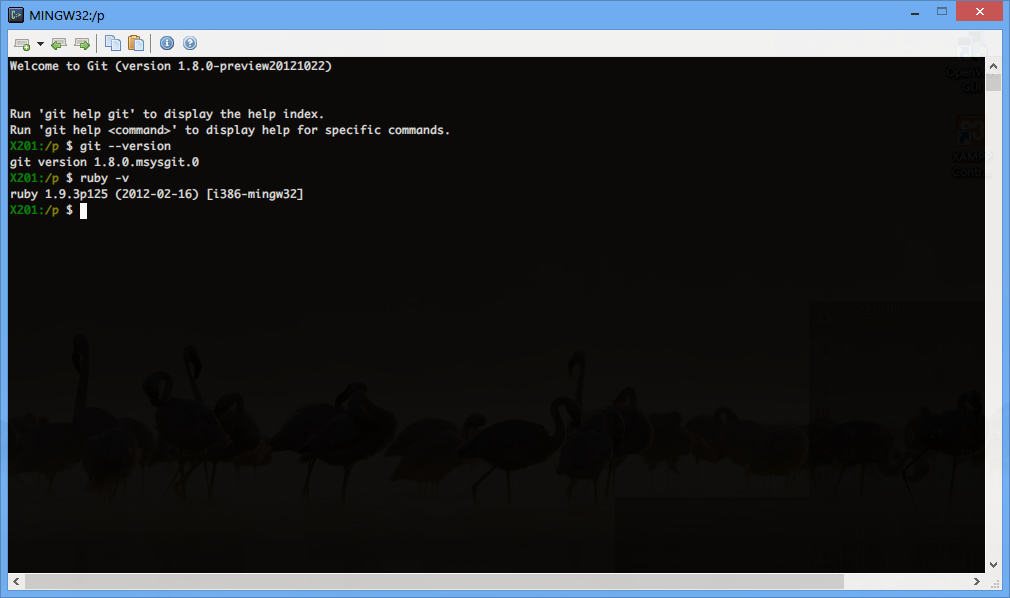 MINGW32:/p
Welcome to Git (version 1.8.0-preview20121022)
Run 'git help git' to display the help index.
Run 'git help <command>' to display help for specific commands.
X201:/p $ git --version
git version 1.8.0.msysgit.0
X201:/p $ ruby -v
ruby 1.9.3p125 (2012-02-16) [i386-mingw32]
X201:/p $